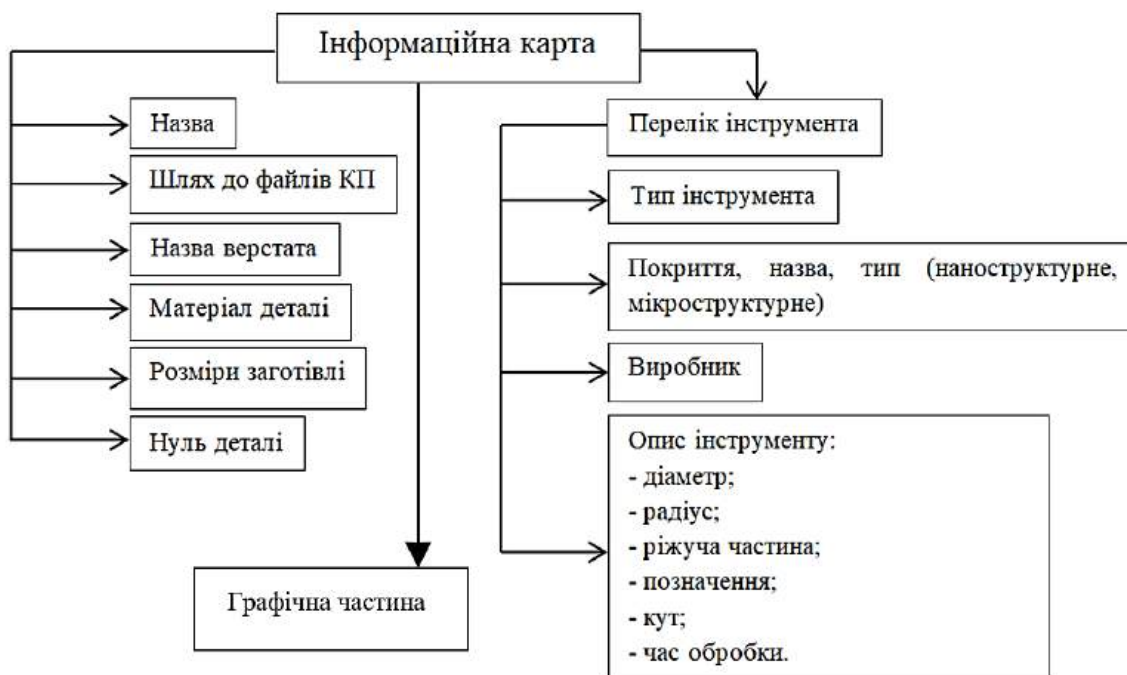 Інформаційна карта
Назва
Шлях до файлів КП
Назва верстата
Матеріал деталі
Розміри заготівлі
Нуль деталі
Графічна частина
Перелік інструмента
Тип інструмента
Покриття, назва, тип (наноструктурне,
мікроструктурне)
Виробник
Опис інструменту:
- діаметр;
- радіус;
- ріжуча частина;
- позначення;
- кут;
- час обробки.